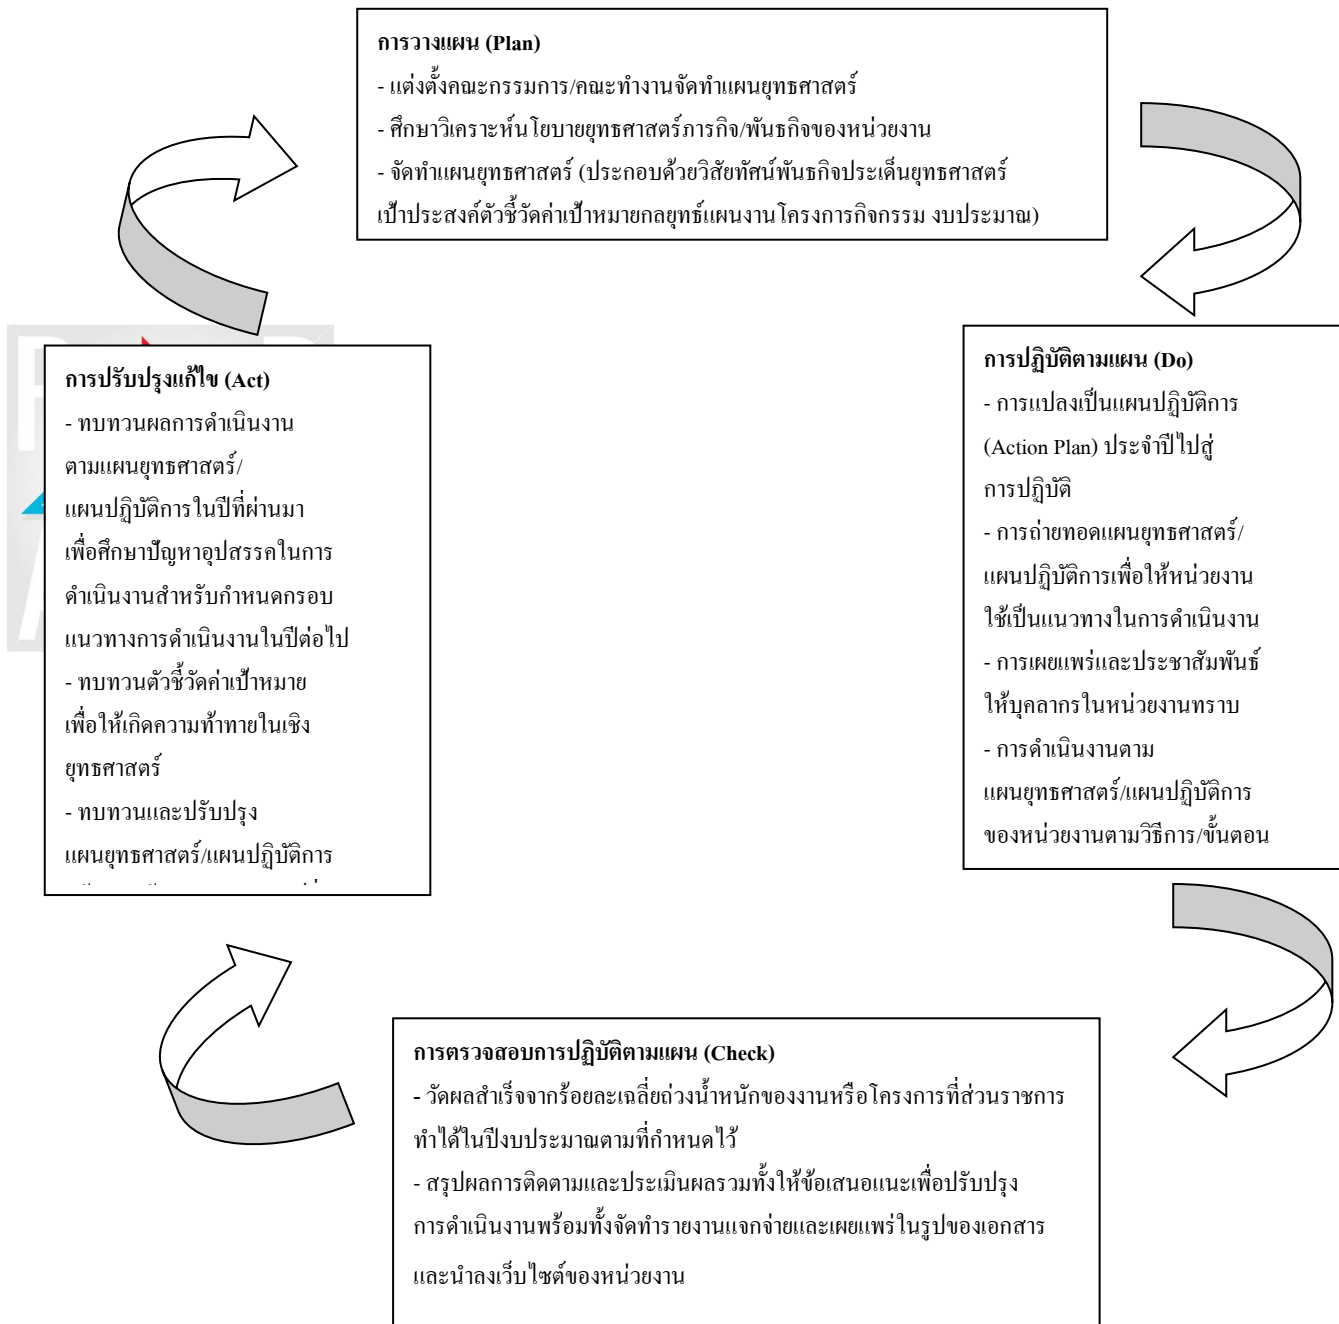 การวางแผน (Plan)
- แต่งตั้งคณะกรรมการ/คณะทำงานจัดทำแผนยุทธศาสตร์
- ศึกษาวิเคราะห์นโยบายยุทธศาสตร์ภารกิจ/พันธกิจของหน่วยงาน
- จัดทำแผนยุทธศาสตร์ (ประกอบด้วยวิสัยทัศน์พันธกิจประเด็นยุทธศาสตร์
เป้าประสงค์ตัวชี้วัดค่าเป้าหมายกลยุทธ์แผนงานโครงการกิจกรรม งบประมาณ)
การปฏิบัติตามแผน (Do)
- การแปลงเป็นแผนปฏิบัติการ
(Action Plan) ประจำปีไปสู่
การปฏิบัติ
- การถ่ายทอดแผนยุทธศาสตร์/
แผนปฏิบัติการเพื่อให้หน่วยงาน
ใช้เป็นแนวทางในการดำเนินงาน
- การเผยแพร่และประชาสัมพันธ์
ให้บุคลากรในหน่วยงานทราบ
- การดำเนินงานตาม
แผนยุทธศาสตร์/แผนปฏิบัติการ
ของหน่วยงานตามวิธีการ/ขั้นตอน
การตรวจสอบการปฏิบัติตามแผน (Check)
- วัดผลสำเร็จจากร้อยละเฉลี่ยถ่วงน้ำหนักของงานหรือโครงการที่ส่วนราชการ
ทำได้ในปีงบประมาณตามที่กำหนดไว้
- สรุปผลการติดตามและประเมินผลรวมทั้งให้ข้อเสนอแนะเพื่อปรับปรุง
การดำเนินงานพร้อมทั้งจัดทำรายงานแจกจ่ายและเผยแพร่ในรูปของเอกสาร
และนำลงเว็บไซต์ของหน่วยงาน
การปรับปรุงแก้ไข (Act)
- ทบทวนผลการดำเนินงาน
ตามแผนยุทธศาสตร์/
แผนปฏิบัติการในปีที่ผ่านมา
เพื่อศึกษาปัญหาอุปสรรคในการ
ดำเนินงานสำหรับกำหนดกรอบ
แนวทางการดำเนินงานในปีต่อไป
- ทบทวนตัวชี้วัดค่าเป้าหมาย
เพื่อให้เกิดความท้าทายในเชิง
ยุทธศาสตร์
- ทบทวนและปรับปรุง
แผนยุทธศาสตร์/แผนปฏิบัติการ